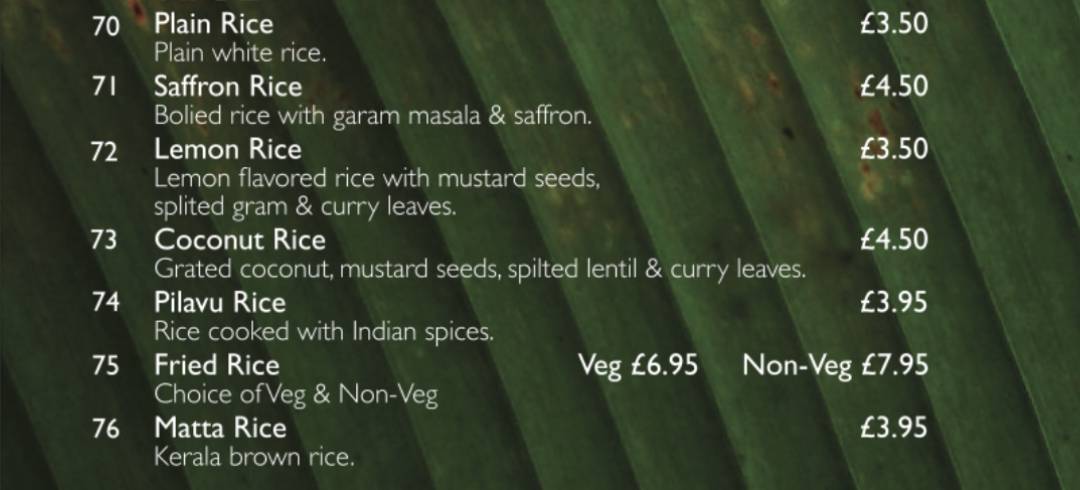 70 Plain Rice £3.50
Plain white rice.
71 Saffron Rice £4.50
Bolied rice with garam masala & saffron.
72 Lemon Rice £3.50
Lemon flavored rice with mustard seeds,
splited gram & curry leaves.
73 Coconut Rice £4.50
Grated coconut, mustard seeds, spilted lentil & curry leaves.
74 Pilavu Rice £3.95
Rice cooked with Indian spices.
75 Fried Rice Veg £6.95 Non-Veg £7.95
Choice of Veg & Non-Veg
76 Matta Rice £3.95
Kerala brown rice.